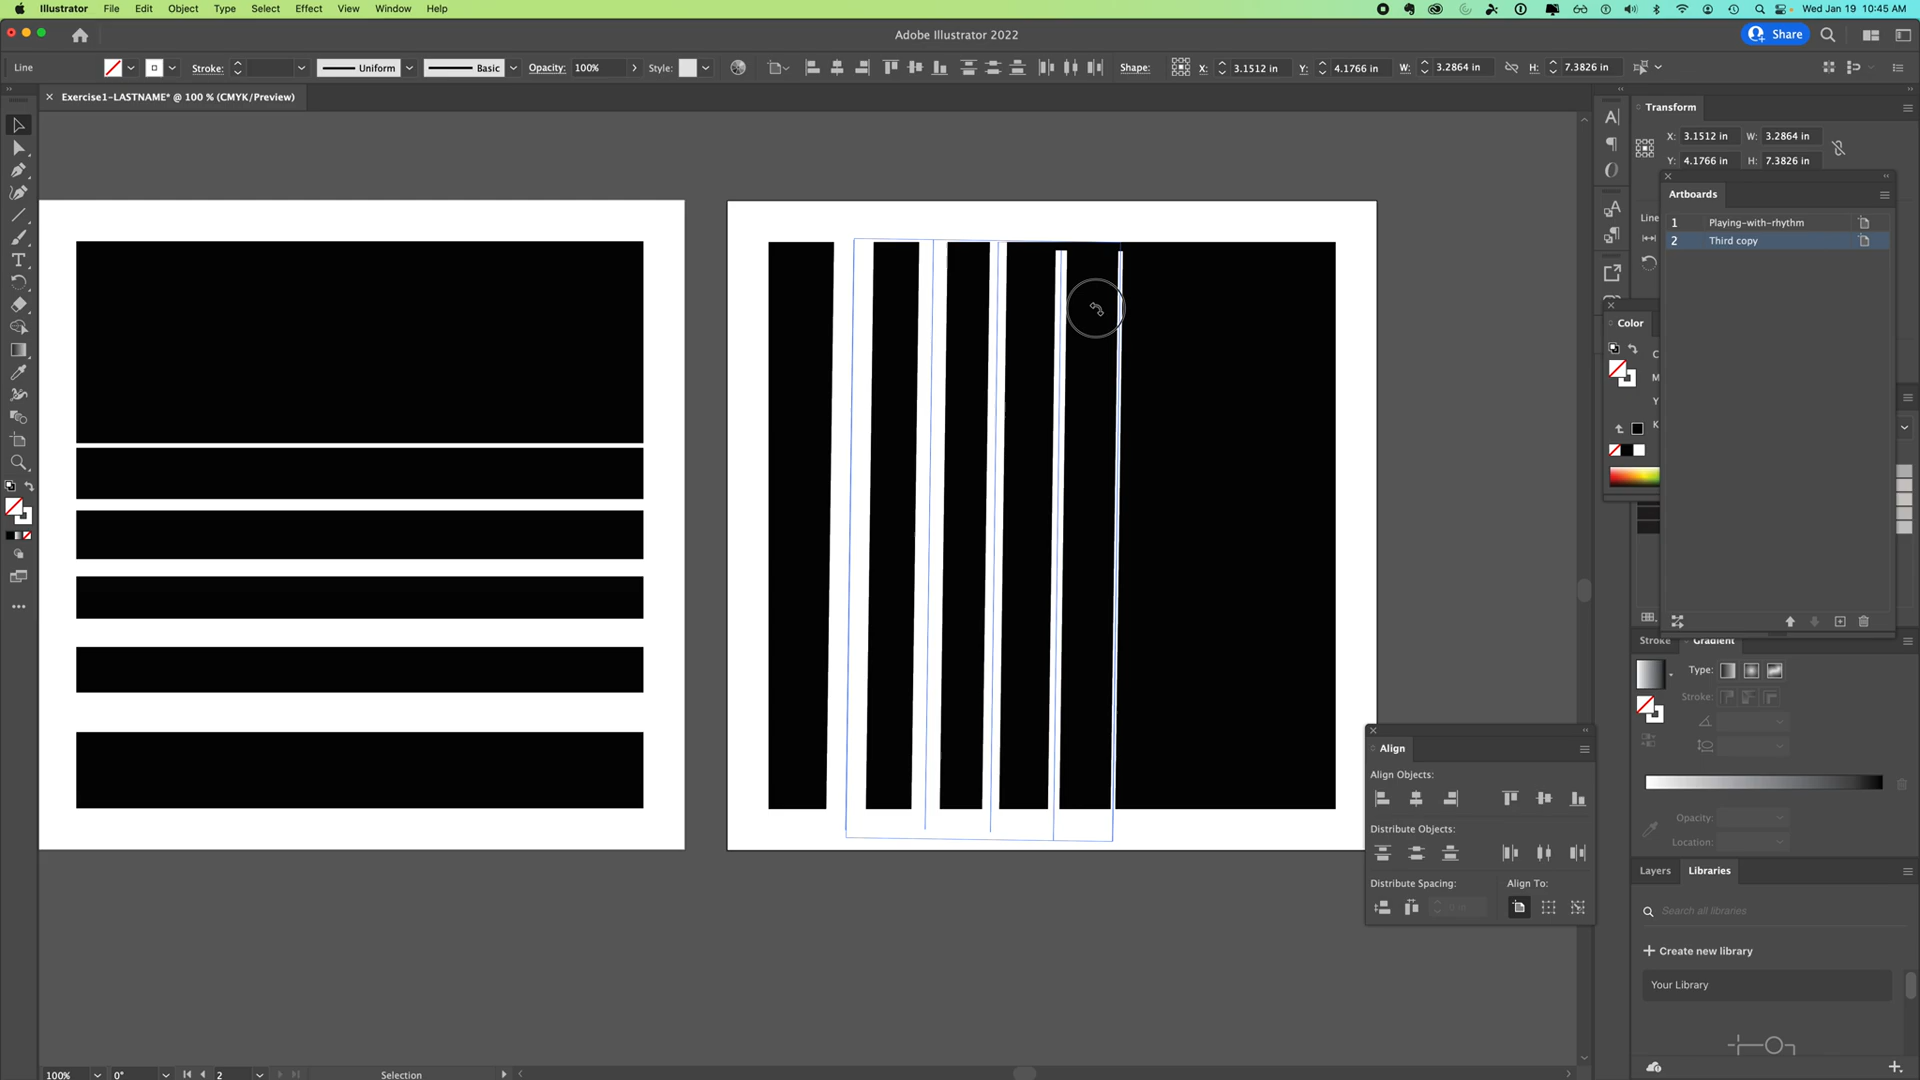 Illustrator File Edit Object Type Select Effect View Window Help
Wed Jan 19 10:45 AM
Adobe Illustrator 2022
Share
Line
Stroke:
Uniform
Basic
Opacity: 100%
Style:
Shape:
X: 3.1512 in
Y: 4.1766 in
W: 3.2864 in
H: 7.3826 in
Exercise1-LASTNAME* @ 100 % (CMYK/Preview)
Transform
X: 3.1512 in W: 3.2864 in
Y: 4.1766 in H: 7.3826 in
Artboards
1 Playing-with-rhythm
2 Third copy
Line
Color
C
M
Y
K
Stroke Gradient
Type:
Stroke:
Align
Align Objects:
Distribute Objects:
Distribute Spacing: Align To:
0 in
Opacity:
Location:
Layers Libraries
Search all libraries
Create new library
Your Library
100% 0° 2 Selection